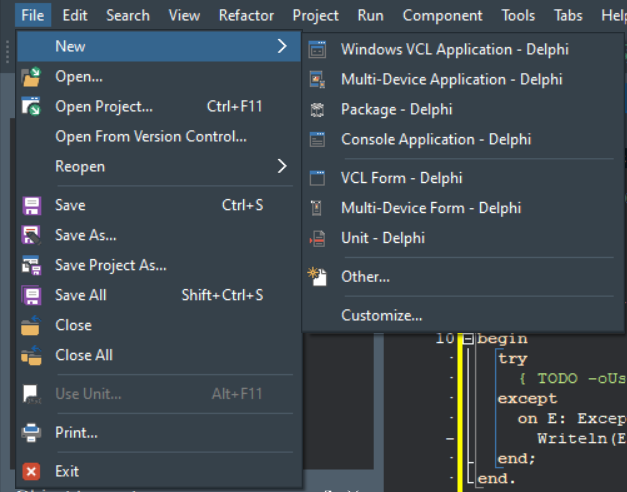 File Edit Search View Refactor Project Run Component Tools Tabs
New
Open...
Open Project... Ctrl+F11
Open From Version Control...
Reopen
Save Ctrl+S
Save As...
Save Project As...
Save All Shift+Ctrl+S
Close
Close All
Use Unit... Alt+F11
Print...
Exit
Windows VCL Application - Delphi
Multi-Device Application - Delphi
Package - Delphi
Console Application - Delphi
VCL Form - Delphi
Multi-Device Form - Delphi
Unit - Delphi
Other...
Customize...
10 begin
try
{ TODO -oUs
except
on E: Excep
Writeln(E
end;
end.